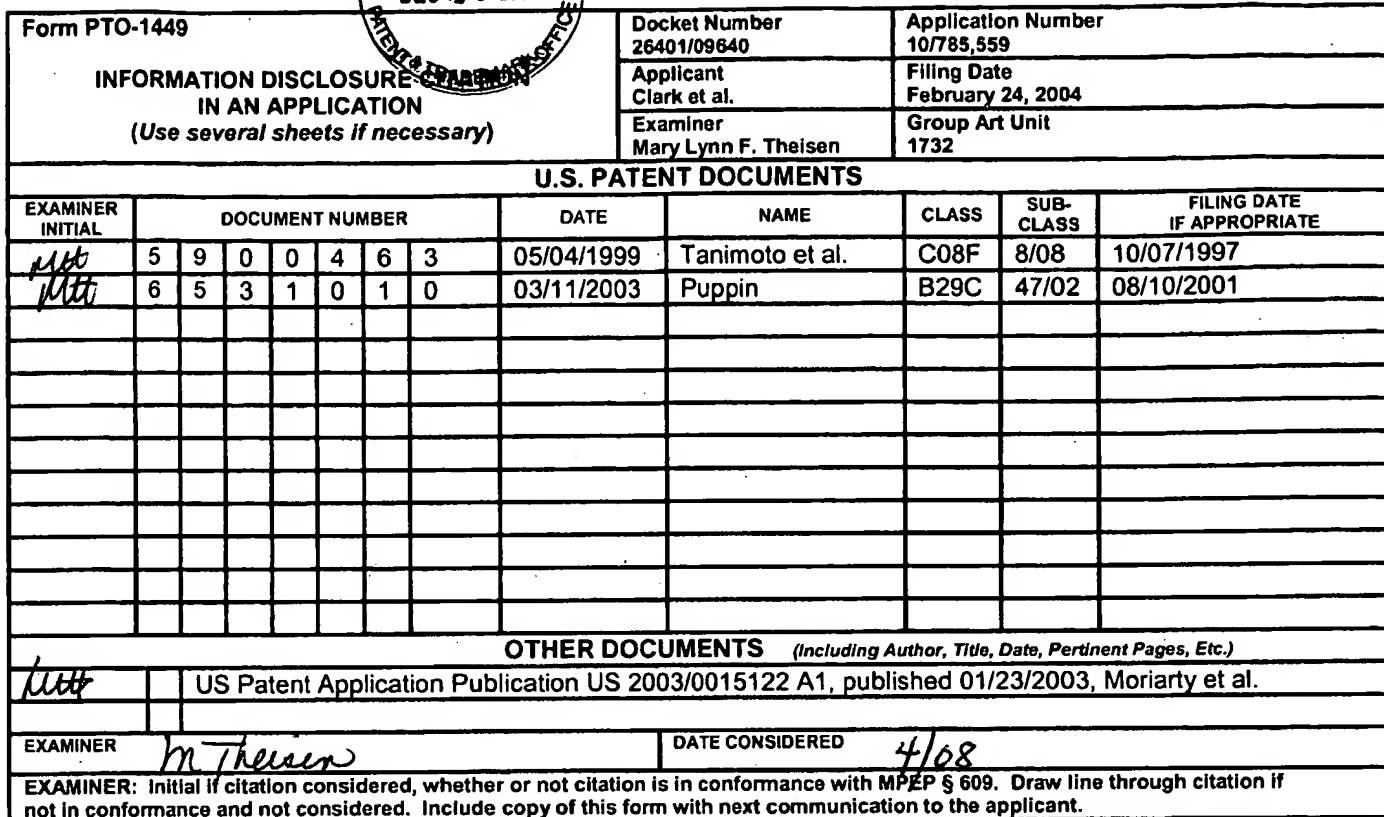 Form PTO-1449
PATENT & TRADEMARK OFFICE
INFORMATION DISCLOSURE
IN AN APPLICATION
(Use several sheets if necessary)
Docket Number
26401/09640
Application Number
10/785,559
Applicant
Clark et al.
Filing Date
February 24, 2004
Examiner
Mary Lynn F. Theisen
Group Art Unit
1732
U.S. PATENT DOCUMENTS
EXAMINER INITIAL DOCUMENT NUMBER DATE NAME CLASS SUB-CLASS FILING DATE IF APPROPRIATE
5 9 0 0 4 6 3 05/04/1999 Tanimoto et al. C08F 8/08 10/07/1997
6 5 3 1 0 1 0 03/11/2003 Puppin B29C 47/02 08/10/2001
OTHER DOCUMENTS (Including Author, Title, Date, Pertinent Pages, Etc.)
US Patent Application Publication US 2003/0015122 A1, published 01/23/2003, Moriarty et al.
EXAMINER M Theisen DATE CONSIDERED 4/08
EXAMINER: Initial if citation considered, whether or not citation is in conformance with MPEP § 609. Draw line through citation if
not in conformance and not considered. Include copy of this form with next communication to the applicant.